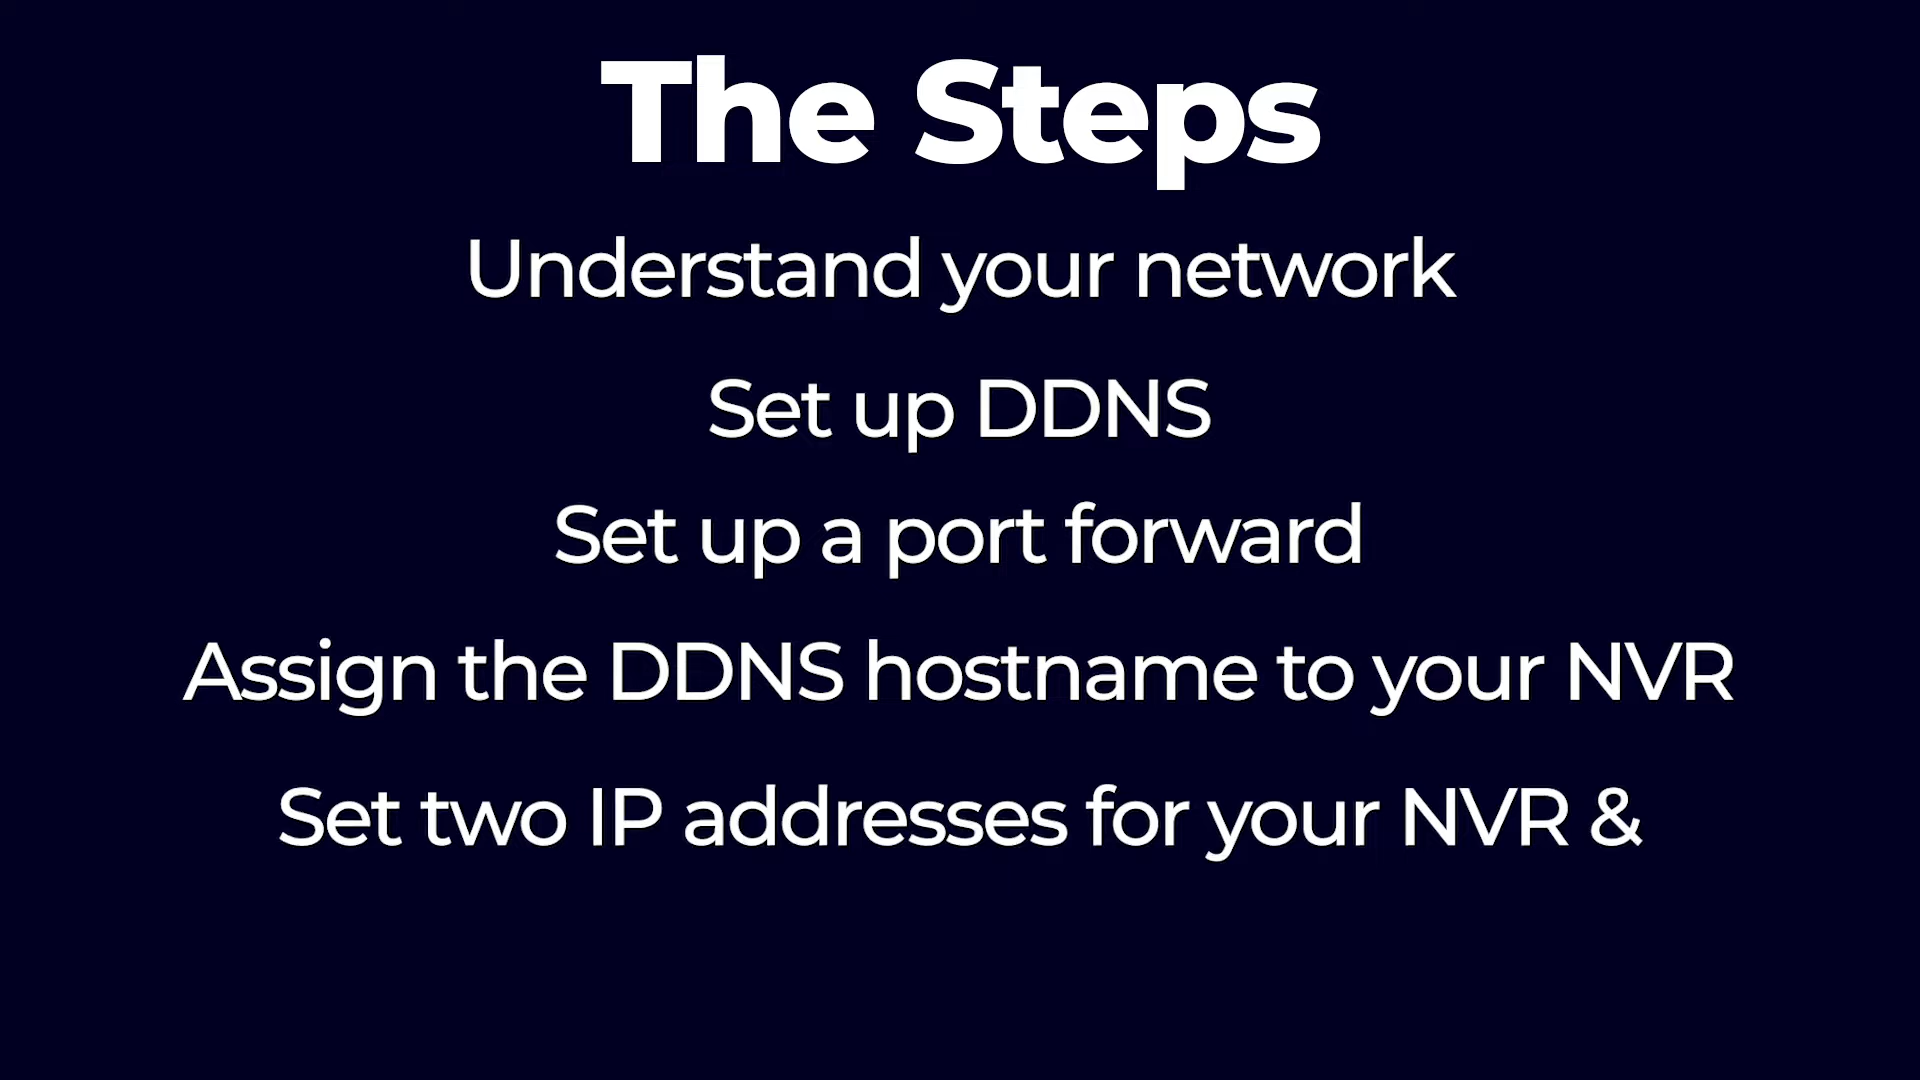 The Steps
Understand your network
Set up DDNS
Set up a port forward
Assign the DDNS hostname to your NVR
Set two IP addresses for your NVR &